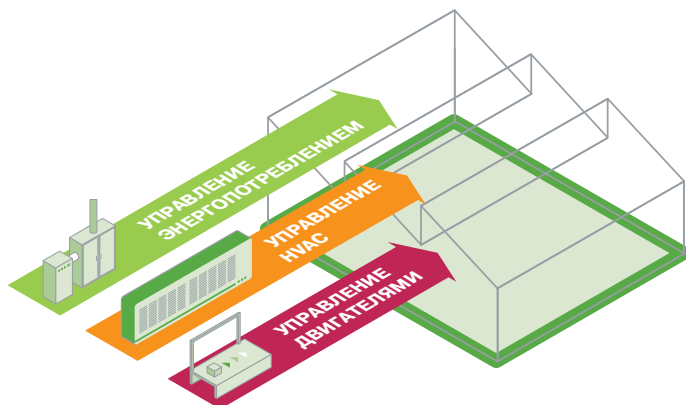 УПРАВЛЕНИЕ
ЭНЕРГОПОТРЕБЛЕНИЕМ
УПРАВЛЕНИЕ
HVAC
УПРАВЛЕНИЕ
ДВИГАТЕЛЯМИ